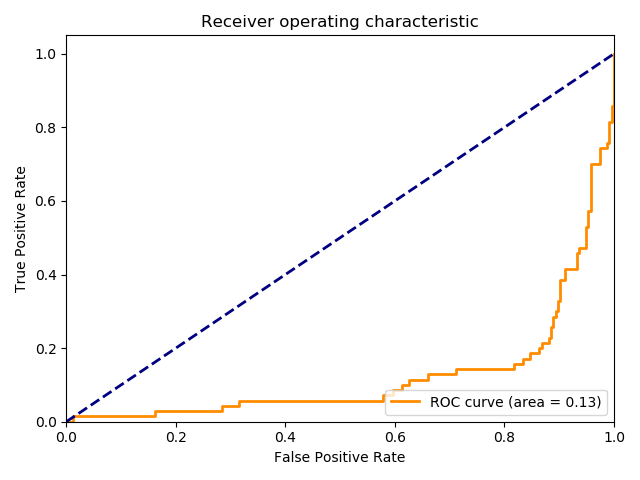 Receiver operating characteristic
True Positive Rate
1.0
0.8
0.6
0.4
0.2
0.0
ROC curve (area = 0.13)
0.0 0.2 0.4 0.6 0.8 1.0
False Positive Rate